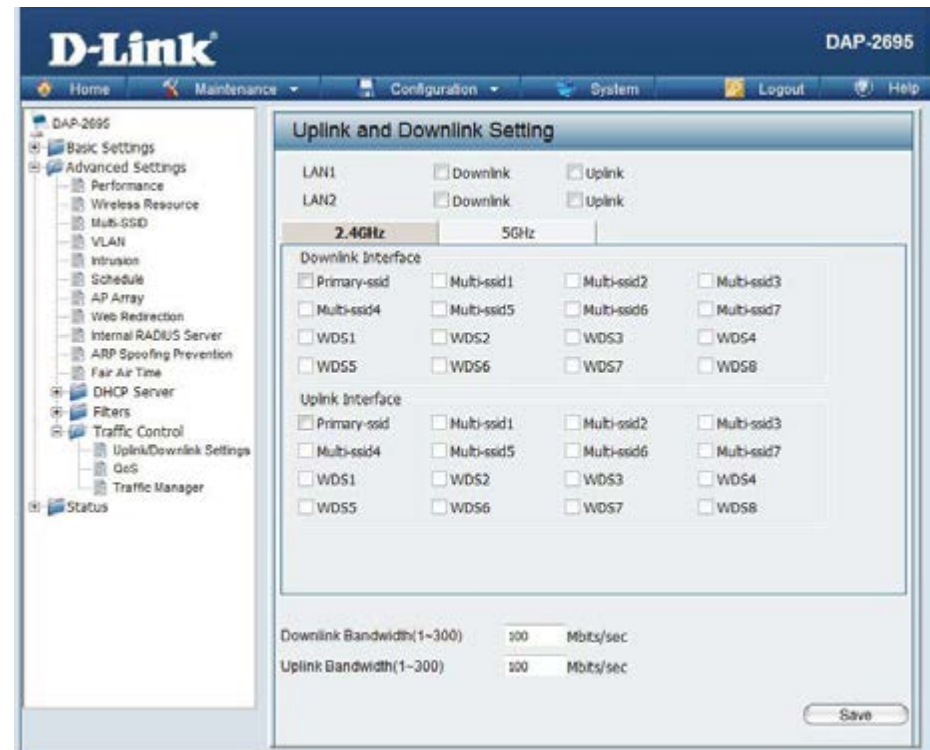 D-Link
DAP-2695
Home
Maintenance
Configuration
System
Logout
Help
DAP-2695
Basic Settings
Advanced Settings
Performance
Wireless Resource
Multi-SSID
VLAN
Intrusion
Schedule
AP Array
Web Redirection
Internal RADIUS Server
ARP Spoofing Prevention
Fair Air Time
DHCP Server
Filters
Traffic Control
Uplink/Downlink Settings
QoS
Traffic Manager
Status
Uplink and Downlink Setting
LAN1 Downlink Uplink
LAN2 Downlink Uplink
2.4GHz 5GHz
Downlink Interface
Primary-ssid Multi-ssid1 Multi-ssid2 Multi-ssid3
Multi-ssid4 Multi-ssid5 Multi-ssid6 Multi-ssid7
WDS1 WDS2 WDS3 WDS4
WDS5 WDS6 WDS7 WDS8
Uplink Interface
Primary-ssid Multi-ssid1 Multi-ssid2 Multi-ssid3
Multi-ssid4 Multi-ssid5 Multi-ssid6 Multi-ssid7
WDS1 WDS2 WDS3 WDS4
WDS5 WDS6 WDS7 WDS8
Downlink Bandwidth(1~300) 100 Mbits/sec
Uplink Bandwidth(1~300) 100 Mbits/sec
Save